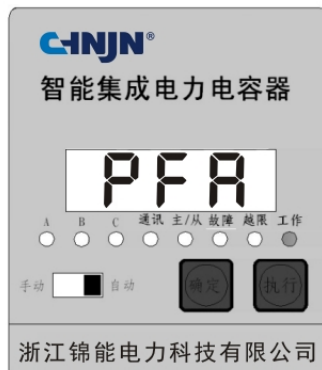 CHNJN®
智能集成电力电容器
PFA
A B C 通讯 主/从 故障 越限 工作
手动 自动 确定 执行
浙江锦能电力科技有限公司